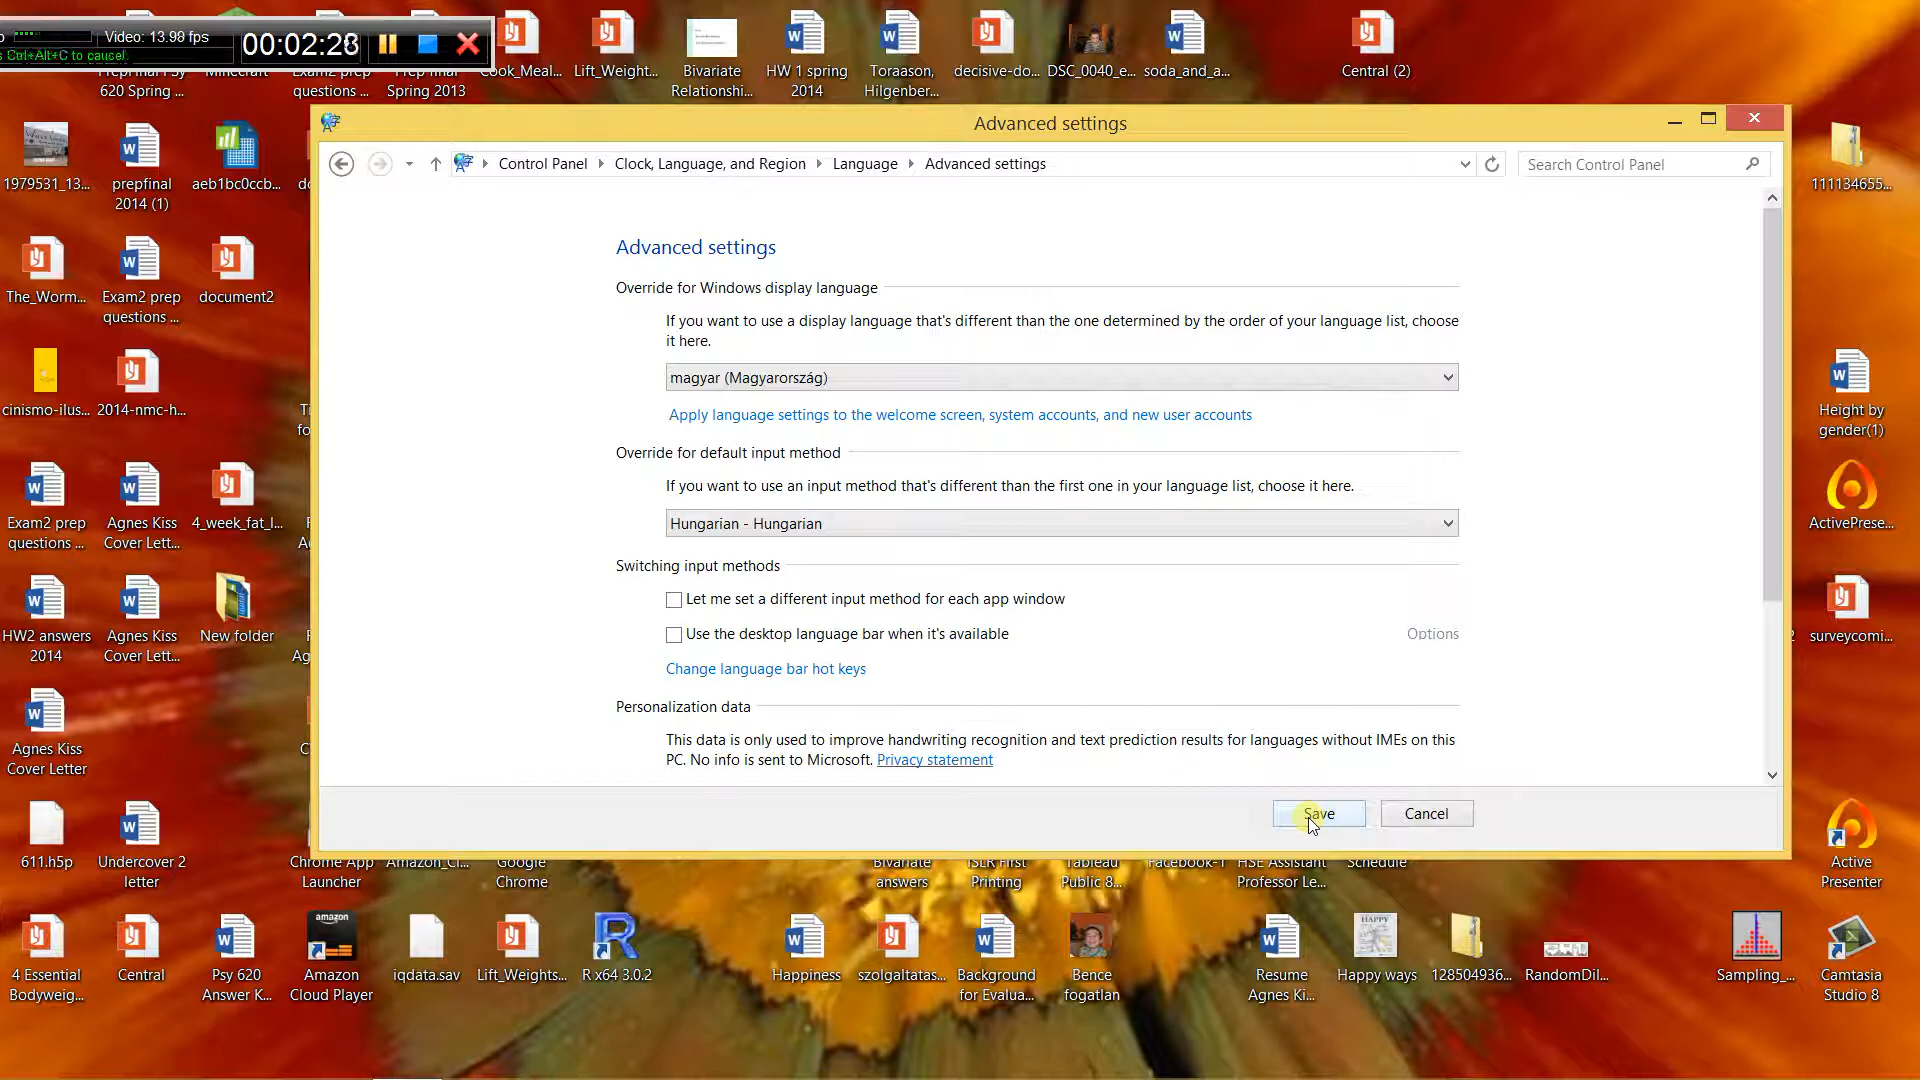 Video: 13.98 fps
00:02:28
Ctrl+Alt+C to cancel.
620 Spring ...
questions ...
Spring 2013
Cook_Meal...
Lift_Weight...
Bivariate
Relationshi...
HW 1 spring
2014
Toraason,
Hilgenber...
decisive-do...
DSC_0040_e...
soda_and_a...
Central (2)
Advanced settings
Control Panel
Clock, Language, and Region
Language
Advanced settings
Search Control Panel
1979531_13...
prepfinal
2014 (1)
aeb1bc0ccb...
111134655...
Advanced settings
Override for Windows display language
If you want to use a display language that's different than the one determined by the order of your language list, choose
it here.
magyar (Magyarország)
Apply language settings to the welcome screen, system accounts, and new user accounts
Override for default input method
If you want to use an input method that's different than the first one in your language list, choose it here.
Hungarian - Hungarian
Switching input methods
Let me set a different input method for each app window
Use the desktop language bar when it's available
Options
Change language bar hot keys
Personalization data
This data is only used to improve handwriting recognition and text prediction results for languages without IMEs on this
PC. No info is sent to Microsoft. Privacy statement
Save
Cancel
The_Worm...
Exam2 prep
questions ...
document2
cinismo-ilus...
2014-nmc-h...
Height by
gender(1)
Exam2 prep
questions ...
Agnes Kiss
Cover Lett...
4_week_fat_l...
ActivePrese...
HW2 answers
2014
Agnes Kiss
Cover Lett...
New folder
surveycomi...
Agnes Kiss
Cover Letter
611.h5p
Undercover 2
letter
Chrome App
Launcher
Amazon_Cl...
Google
Chrome
Bivariate
answers
ISLR First
Printing
Tableau
Public 8...
Facebook-1
HSE Assistant
Professor Le...
Schedule
Active
Presenter
4 Essential
Bodyweig...
Central
Psy 620
Answer K...
amazon
Amazon
Cloud Player
iqdata.sav
Lift_Weights...
R x64 3.0.2
Happiness
szolgaltatas...
Background
for Evalua...
Bence
fogatlan
Resume
Agnes Ki...
HAPPY
WAYS
Happy ways
128504936...
RandomDil...
Sampling_...
Camtasia
Studio 8